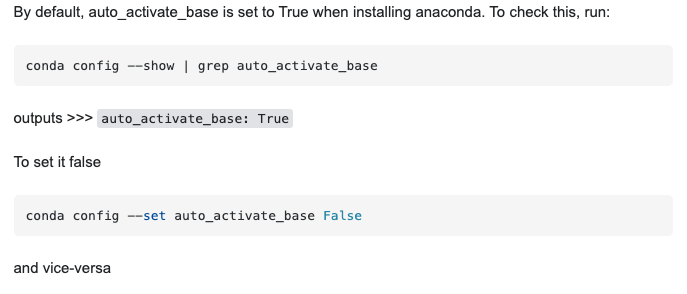 By default, auto_activate_base is set to True when installing anaconda. To check this, run:
conda config --show | grep auto_activate_base
outputs >>> auto_activate_base: True
To set it false
conda config --set auto_activate_base False
and vice-versa